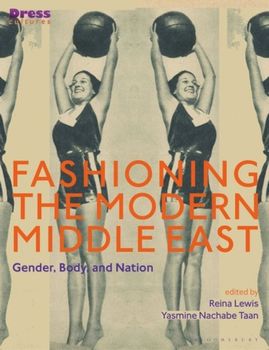 Dress
cultures
FASHIONING
THE MODERN
MIDDLE EAST
Gender, Body, and Nation
edited by
Reina Lewis
Yasmine Nachabe Taan
BLOOMSBURY